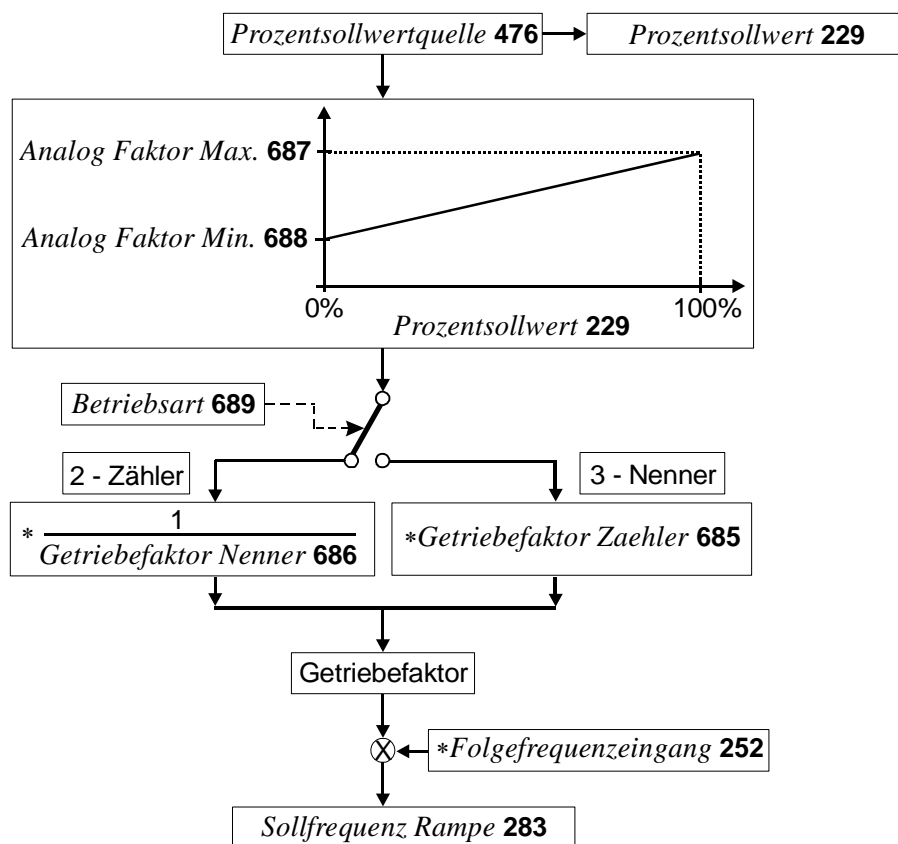 Prozentsollwertquelle 476
Prozentsollwert 229
Analog Faktor Max. 687
Analog Faktor Min. 688
0%
100%
Prozentsollwert 229
Betriebsart 689
2 - Zähler
3 - Nenner
* 1
Getriebefaktor Nenner 686
*Getriebefaktor Zaehler 685
Getriebefaktor
X
*Folgefrequenzeingang 252
Sollfrequenz Rampe 283